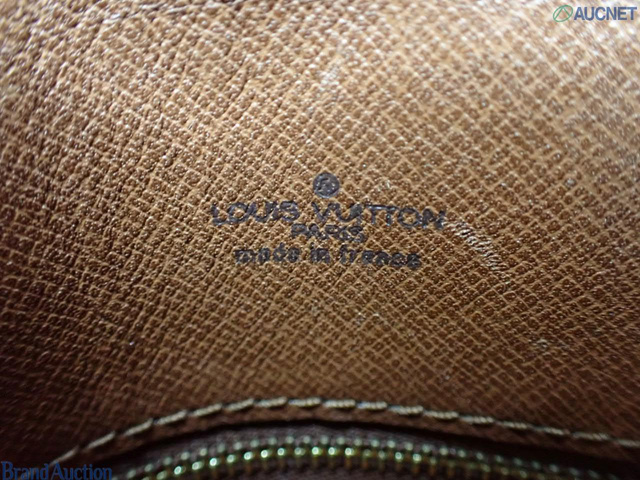 AUCNET
LOUIS VUITTON
PARIS
made in france
Brand Auction